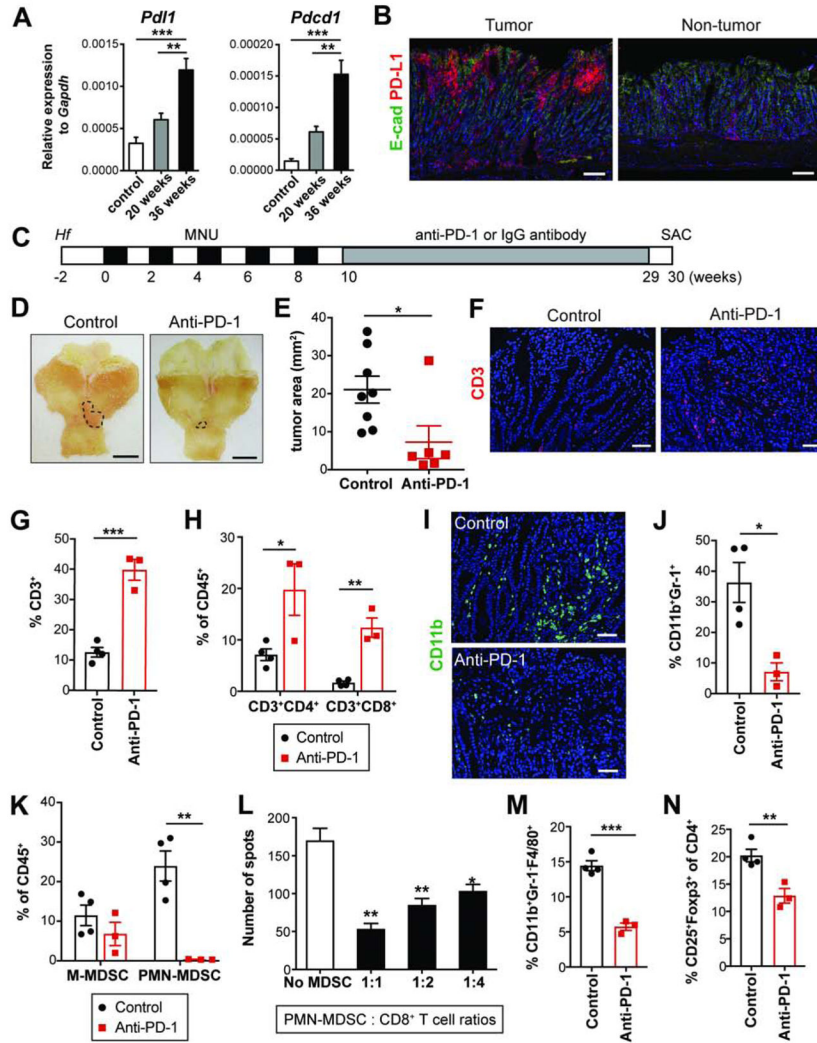 A
Pdl1
Pdcd1
Relative expression
to Gapdh
***
**
0.0015
0.0010
0.0005
0.0000
control
20 weeks
36 weeks
***
**
0.00020
0.00015
0.00010
0.00005
0.00000
control
20 weeks
36 weeks
B
Tumor
Non-tumor
E-cad PD-L1
C
Hf
MNU
anti-PD-1 or IgG antibody
SAC
-2 0 2 4 6 8 10 29 30 (weeks)
D
Control
Anti-PD-1
E
tumor area (mm²)
*
40
30
20
10
0
Control
Anti-PD-1
F
Control
Anti-PD-1
CD3
G
% CD3⁺
***
50
40
30
20
10
0
Control
Anti-PD-1
H
% of CD45⁺
*
**
30
20
10
0
CD3⁺CD4⁺
CD3⁺CD8⁺
Control
Anti-PD-1
I
Control
CD11b
Anti-PD-1
J
% CD11b⁺Gr-1⁺
*
50
40
30
20
10
0
Control
Anti-PD-1
K
% of CD45⁺
**
40
30
20
10
0
M-MDSC
PMN-MDSC
Control
Anti-PD-1
L
Number of spots
200
150
100
50
0
**
**
*
No MDSC
1:1
1:2
1:4
PMN-MDSC : CD8⁺ T cell ratios
M
% CD11b⁺Gr-1⁻F4/80⁺
***
20
15
10
5
0
Control
Anti-PD-1
N
% CD25⁺Foxp3⁺ of CD4⁺
**
25
20
15
10
5
0
Control
Anti-PD-1